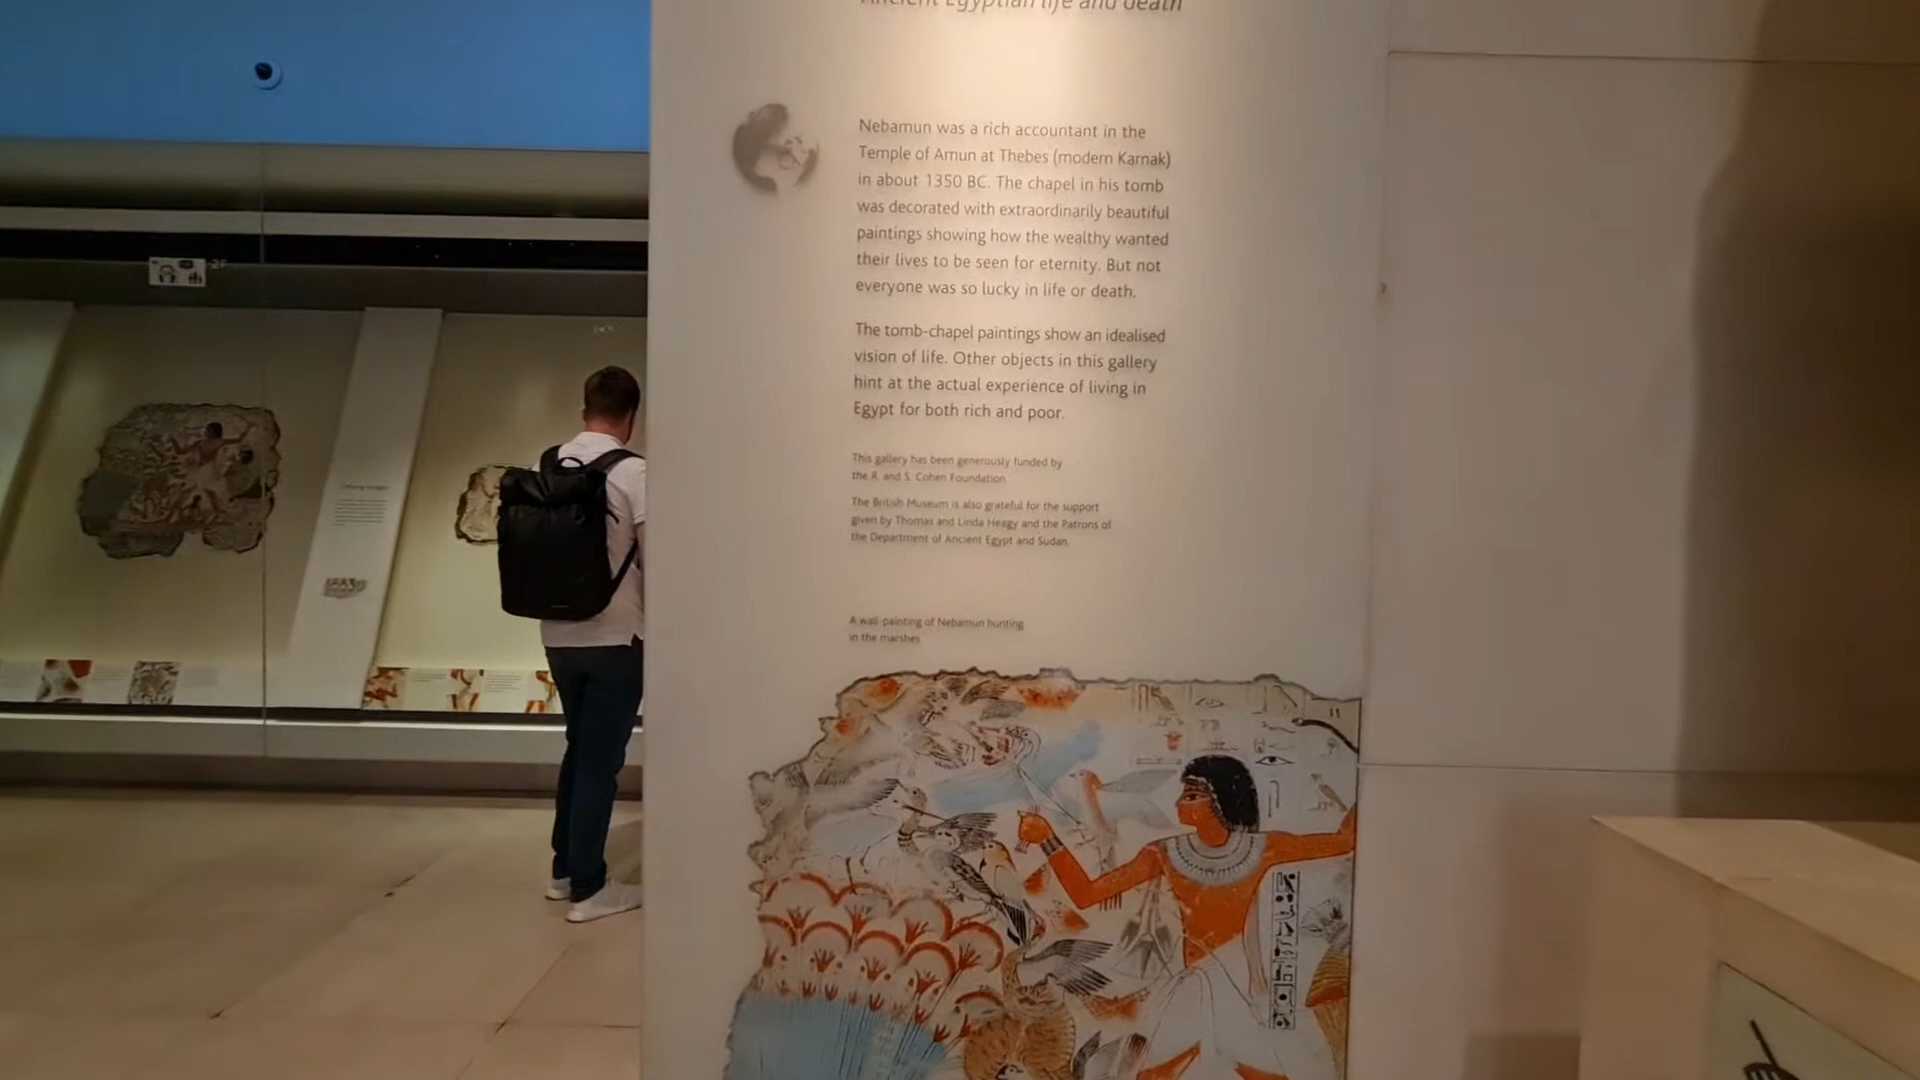 Ancient Egyptian life and death
Nebamun was a rich accountant in the
Temple of Amun at Thebes (modern Karnak)
in about 1350 BC. The chapel in his tomb
was decorated with extraordinarily beautiful
paintings showing how the wealthy wanted
their lives to be seen for eternity. But not
everyone was so lucky in life or death.
The tomb-chapel paintings show an idealised
vision of life. Other objects in this gallery
hint at the actual experience of living in
Egypt for both rich and poor.
This gallery has been generously funded by
the R. and S. Cohen Foundation.
The British Museum is also grateful for the support
given by Thomas and Linda Heagy and the Patrons of
the Department of Ancient Egypt and Sudan.
A wall-painting of Nebamun hunting
in the marshes